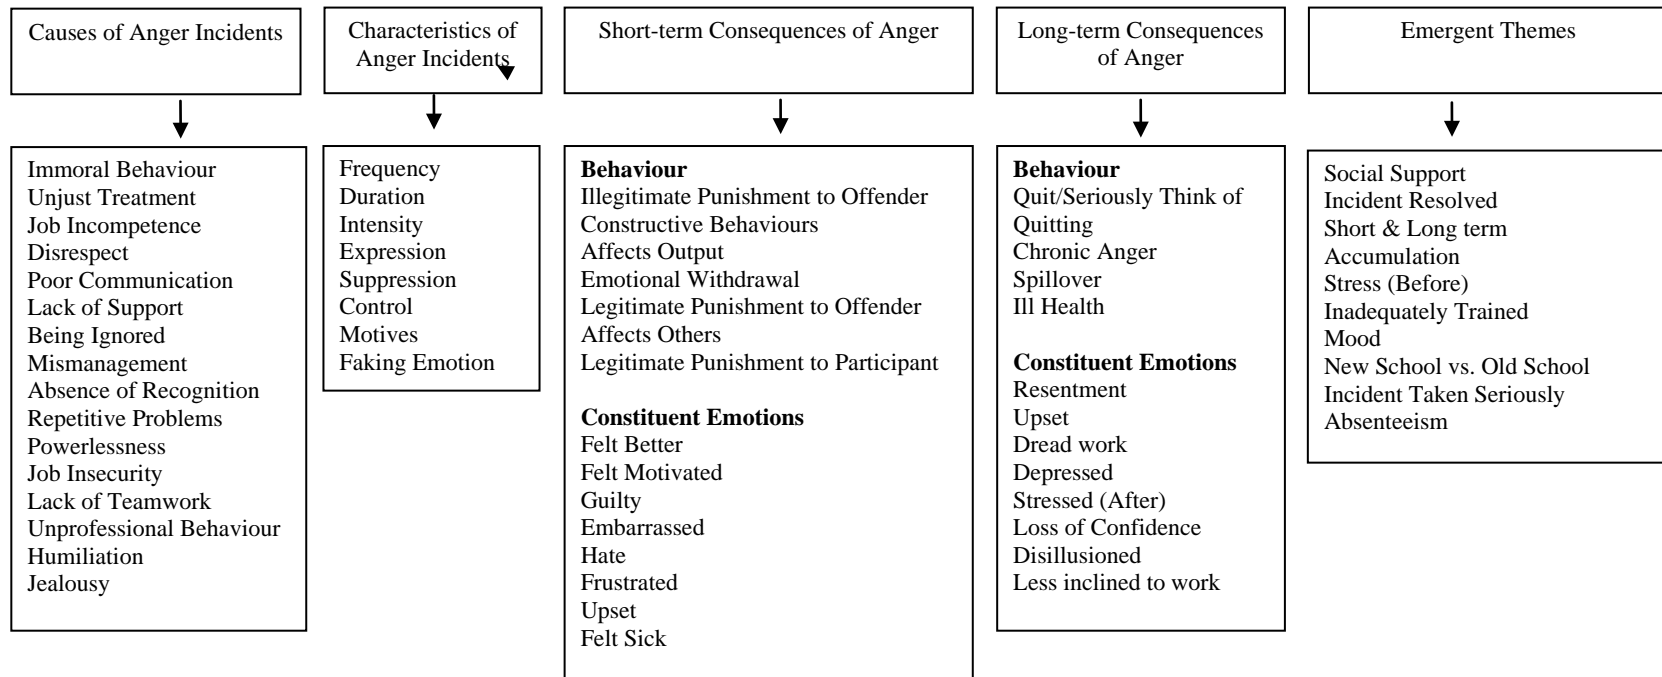 Causes of Anger Incidents
Immoral Behaviour
Unjust Treatment
Job Incompetence
Disrespect
Poor Communication
Lack of Support
Being Ignored
Mismanagement
Absence of Recognition
Repetitive Problems
Powerlessness
Job Insecurity
Lack of Teamwork
Unprofessional Behaviour
Humiliation
Jealousy
Characteristics of
Anger Incidents
Frequency
Duration
Intensity
Expression
Suppression
Control
Motives
Faking Emotion
Short-term Consequences of Anger
Behaviour
Illegitimate Punishment to Offender
Constructive Behaviours
Affects Output
Emotional Withdrawal
Legitimate Punishment to Offender
Affects Others
Legitimate Punishment to Participant
Constituent Emotions
Felt Better
Felt Motivated
Guilty
Embarrassed
Hate
Frustrated
Upset
Felt Sick
Long-term Consequences
of Anger
Behaviour
Quit/Seriously Think of
Quitting
Chronic Anger
Spillover
Ill Health
Constituent Emotions
Resentment
Upset
Dread work
Depressed
Stressed (After)
Loss of Confidence
Disillusioned
Less inclined to work
Emergent Themes
Social Support
Incident Resolved
Short & Long term
Accumulation
Stress (Before)
Inadequately Trained
Mood
New School vs. Old School
Incident Taken Seriously
Absenteeism